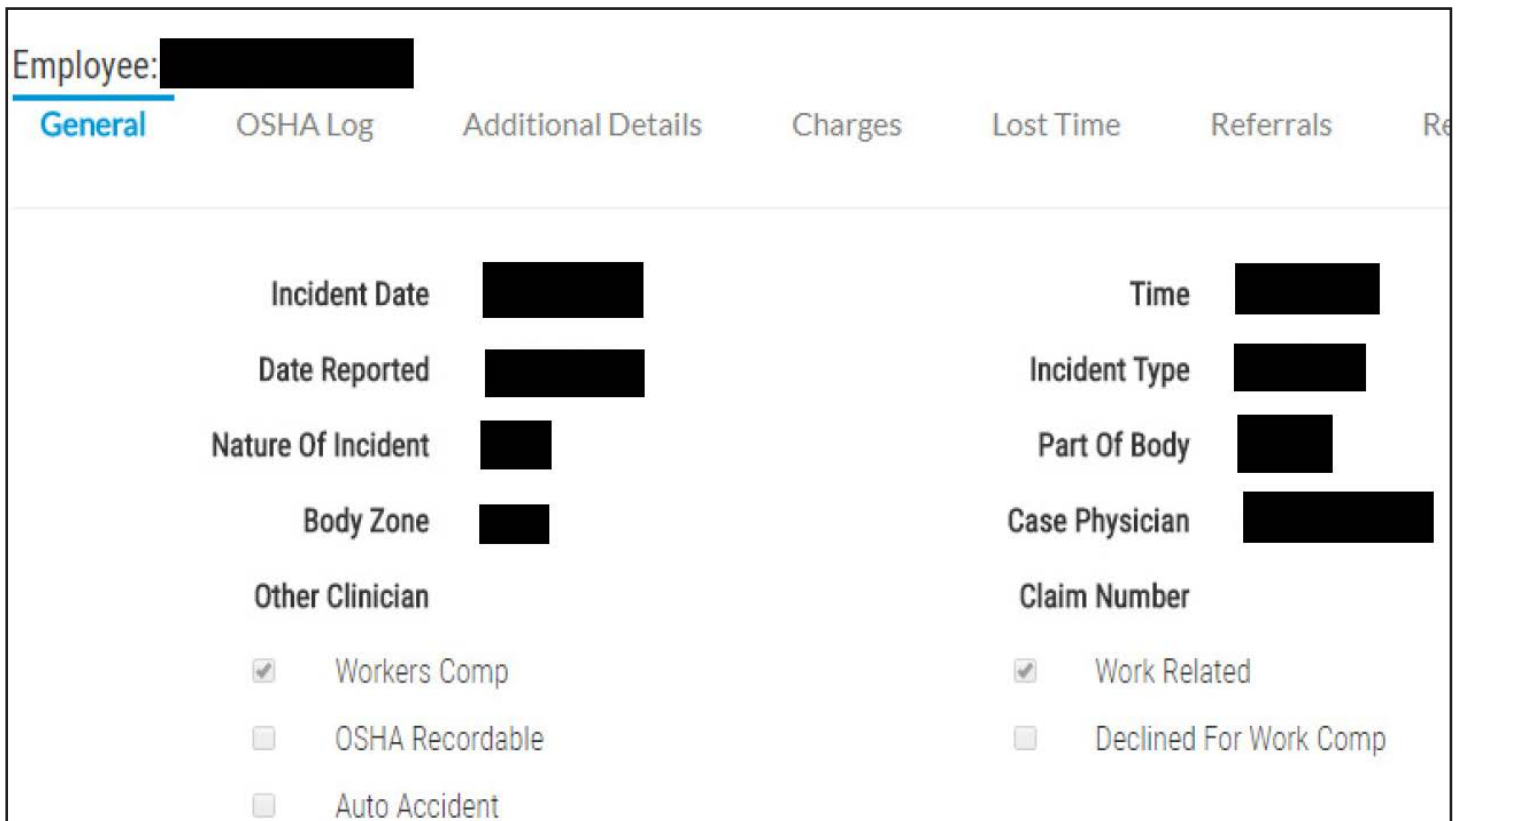 Employee:
General OSHA Log Additional Details Charges Lost Time Referrals
Incident Date Time
Date Reported Incident Type
Nature Of Incident Part Of Body
Body Zone Case Physician
Other Clinician Claim Number
Workers Comp Work Related
OSHA Recordable Declined For Work Comp
Auto Accident